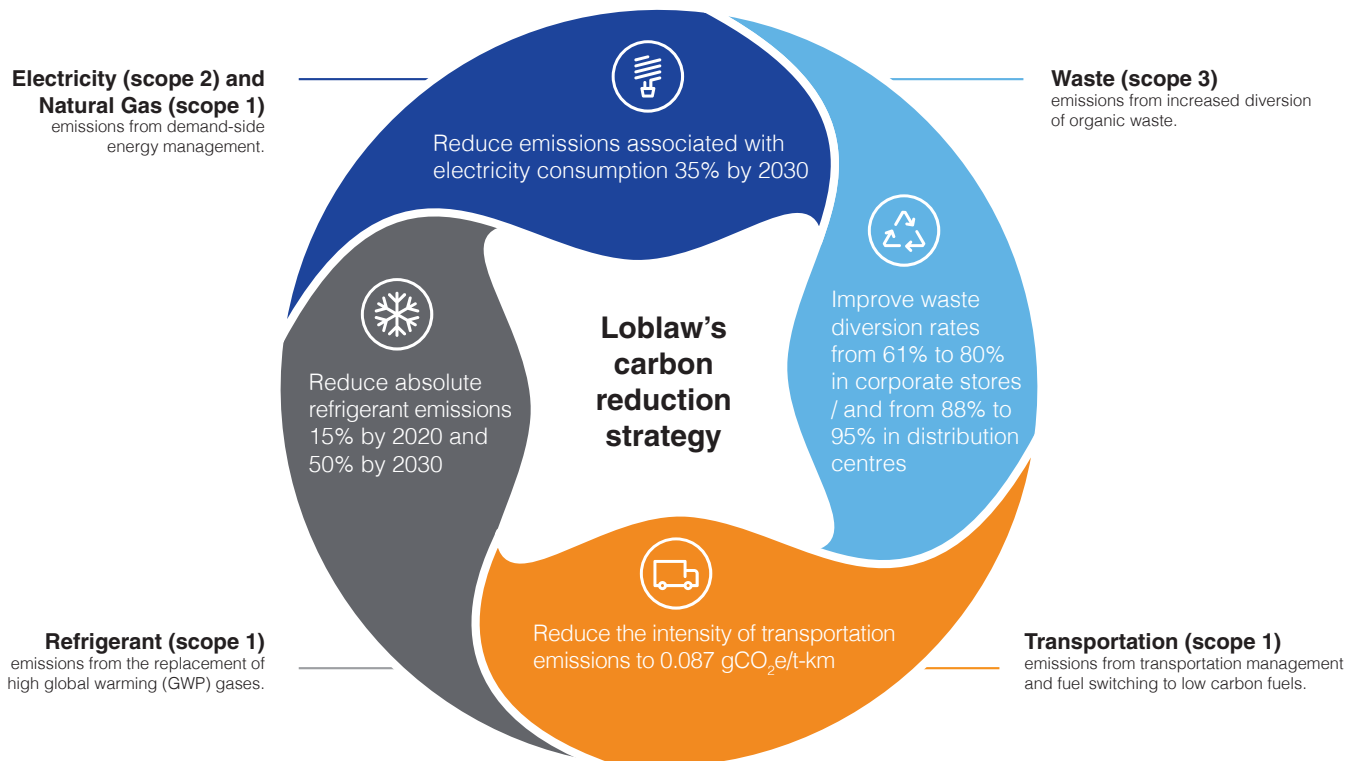 Electricity (scope 2) and
Natural Gas (scope 1)
emissions from demand-side
energy management.
Reduce emissions associated with
electricity consumption 35% by 2030
Waste (scope 3)
emissions from increased diversion
of organic waste.
Improve waste
diversion rates
from 61% to 80%
in corporate stores
/ and from 88% to
95% in distribution
centres
Loblaw’s
carbon
reduction
strategy
Reduce absolute
refrigerant emissions
15% by 2020 and
50% by 2030
Refrigerant (scope 1)
emissions from the replacement of
high global warming (GWP) gases.
Reduce the intensity of transportation
emissions to 0.087 gCO₂e/t-km
Transportation (scope 1)
emissions from transportation management
and fuel switching to low carbon fuels.